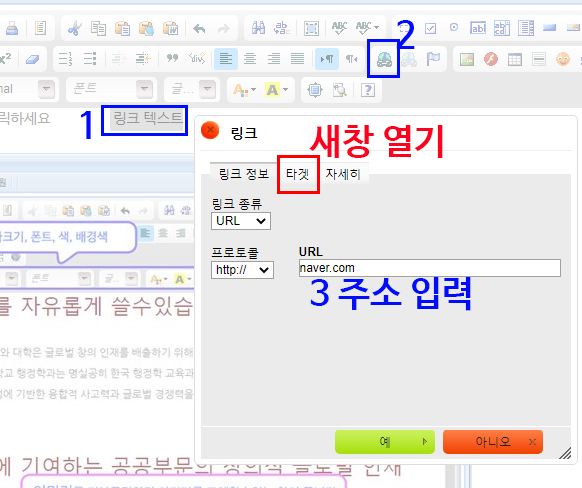 2
폰트
글...
1
릭하세요
링크 텍스트
링크
새창 열기
링크 정보
타겟
자세히
링크 종류
URL
프로토콜
URL
http://
naver.com
3 주소 입력
크기, 폰트, 색, 배경색
폰트
글...
를 자유롭게 쓸수있습
와 대학은 글로벌 창의 인재를 배출하기 위해
학교 행정학과는 명실공히 한국 행정학 교육과
에 기반한 융합적 사고력과 글로벌 경쟁력을
에 기여하는 공공부문의 창의적 글로벌 인재
예
아니오